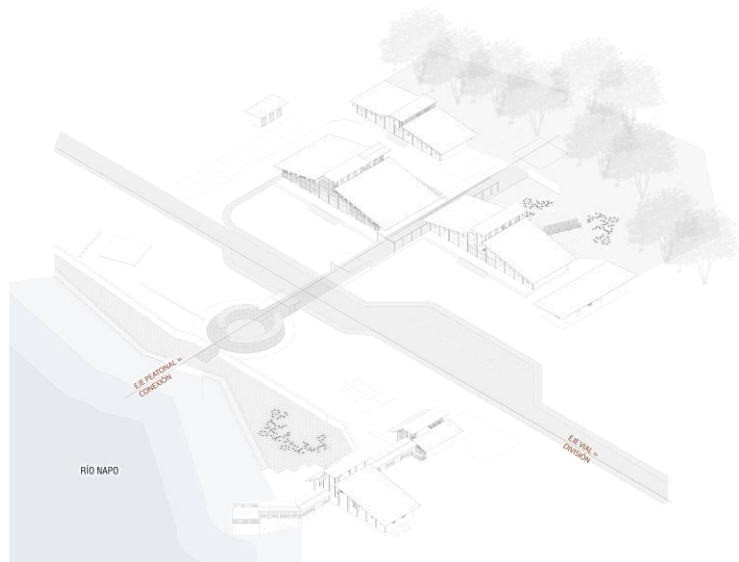 EJE PEATONAL =
CONEXIÓN
EJE VIAL =
DIVISIÓN
RÍO NAPO